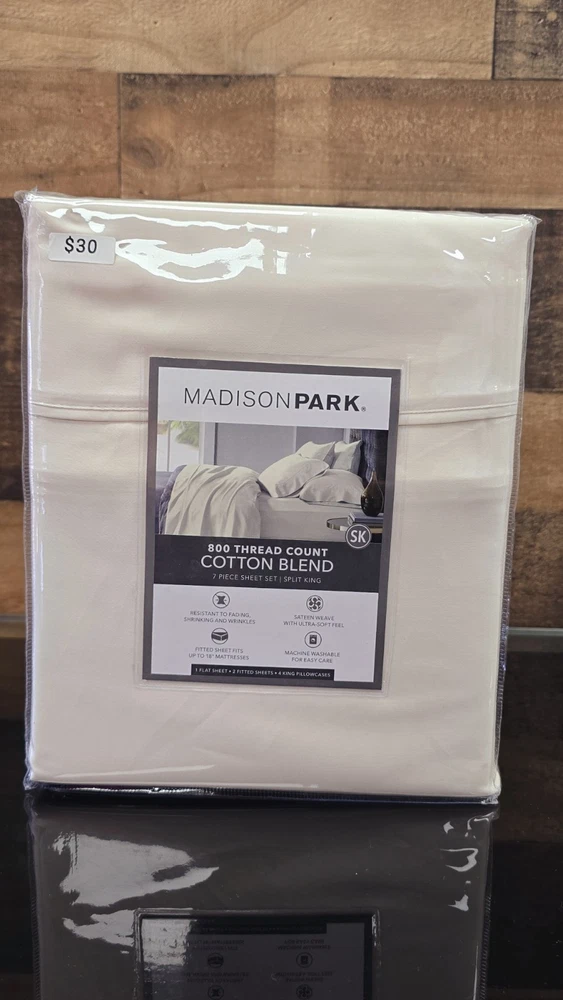 $30
MADISONPARK®
SK
800 THREAD COUNT
COTTON BLEND
7 PIECE SHEET SET | SPLIT KING
RESISTANT TO FADING,
SHRINKING AND WRINKLES
SATEEN WEAVE
WITH ULTRA-SOFT FEEL
FITTED SHEET FITS
UP TO 18" MATTRESSES
MACHINE WASHABLE
FOR EASY CARE
1 FLAT SHEET • 2 FITTED SHEETS • 4 KING PILLOWCASES